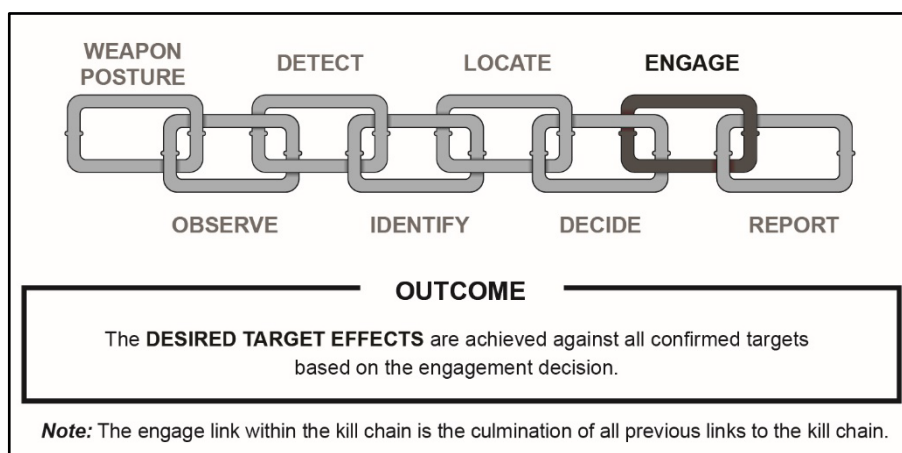 WEAPON
POSTURE
DETECT
LOCATE
ENGAGE
OBSERVE
IDENTIFY
DECIDE
REPORT
OUTCOME
The DESIRED TARGET EFFECTS are achieved against all confirmed targets
based on the engagement decision.
Note: The engage link within the kill chain is the culmination of all previous links to the kill chain.